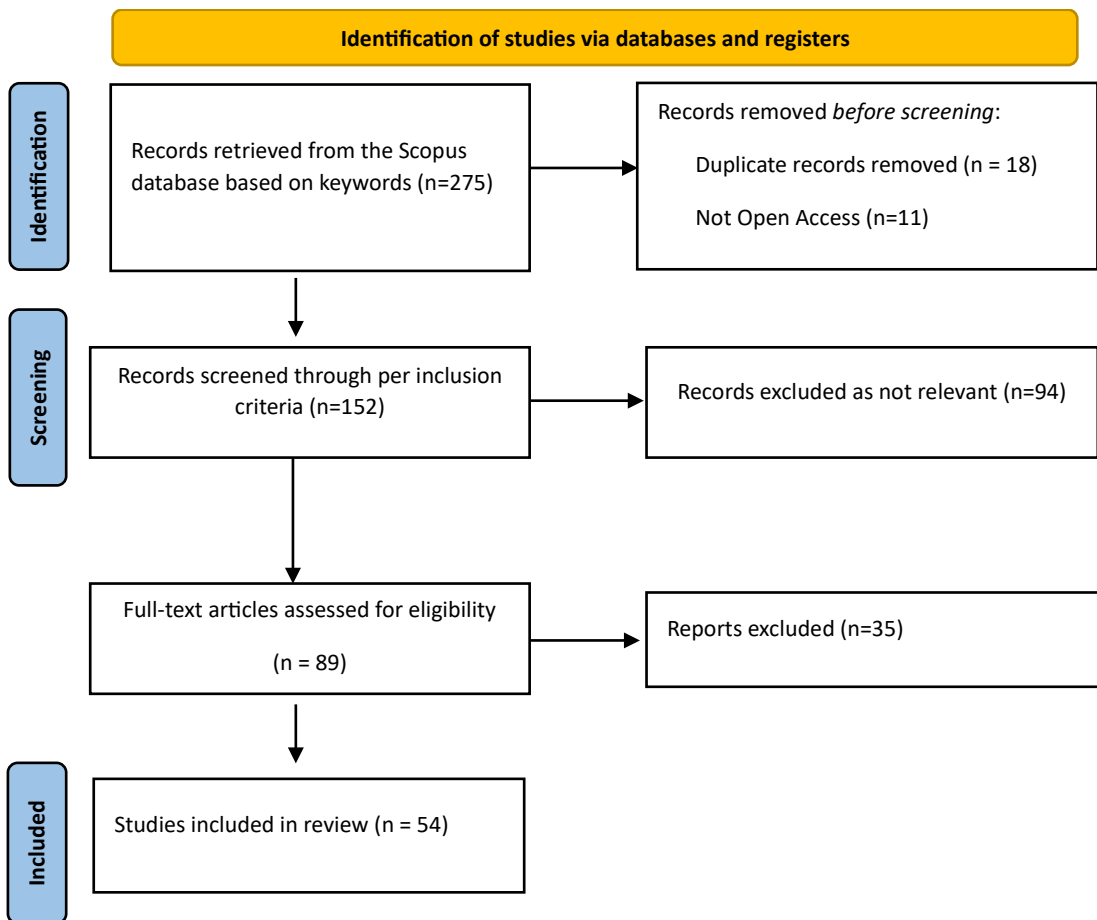 Identification of studies via databases and registers
Identification
Records retrieved from the Scopus
database based on keywords (n=275)
Records removed before screening:
Duplicate records removed (n = 18)
Not Open Access (n=11)
Screening
Records screened through per inclusion
criteria (n=152)
Records excluded as not relevant (n=94)
Full-text articles assessed for eligibility
(n = 89)
Reports excluded (n=35)
Included
Studies included in review (n = 54)